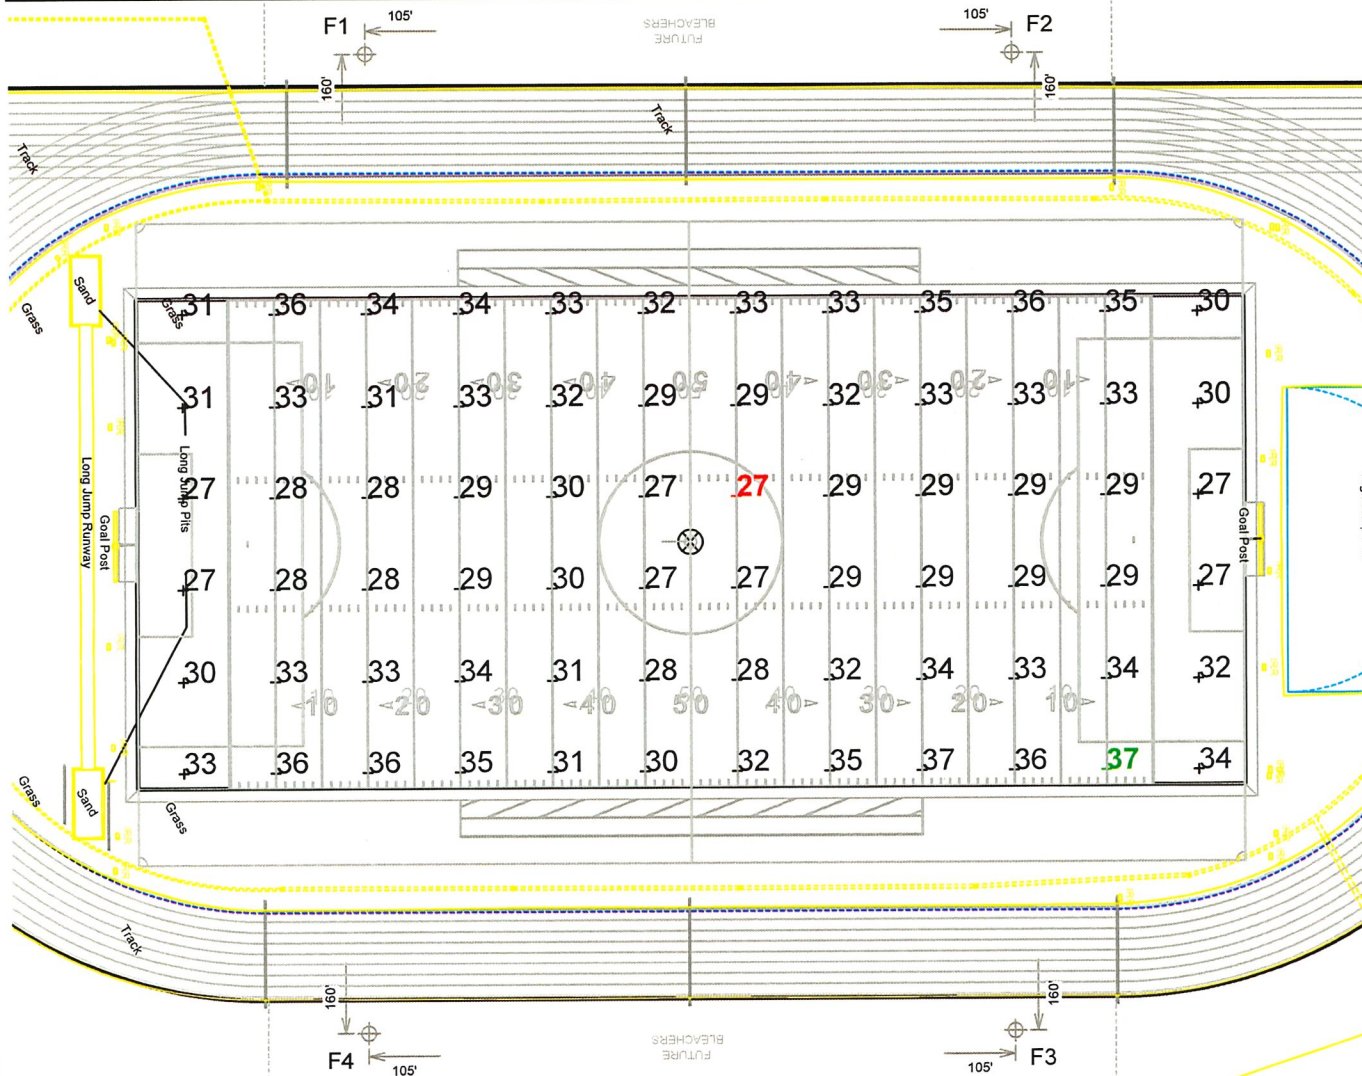 F1
105'
FUTURE
BLEACHERS
105'
F2
160'
160'
Track
Track
Sand
Grass
Grass
31 36 34 34 33 32 33 33 35 36 35 30
10 20 30 40 50 40 30 20 10
31 33 31 33 32 29 29 32 33 33 33 30
Long Jump Runway
Goal Post
Long Jump Pits
27 28 28 29 30 27 27 29 29 29 29 27
Goal Post
27 28 28 29 30 27 27 29 29 29 29 27
30 33 33 34 31 28 28 32 34 33 34 32
10 20 30 40 50 40 30 20 10
33 36 36 35 31 30 32 35 37 36 37 34
Sand
Grass
Grass
Track
160'
160'
F4
105'
FUTURE
BLEACHERS
105'
F3